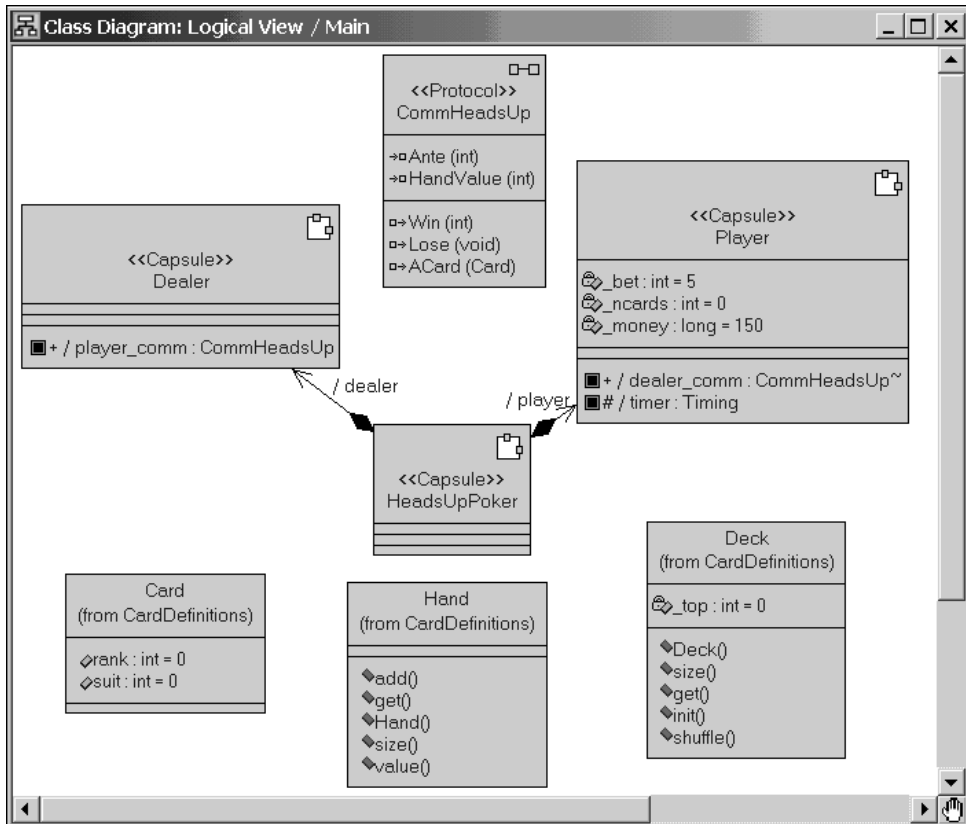 Class Diagram: Logical View / Main
<<Protocol>>
CommHeadsUp
Ante (int)
HandValue (int)
Win (int)
Lose (void)
ACard (Card)
<<Capsule>>
Dealer
+ / player_comm : CommHeadsUp
<<Capsule>>
Player
_bet : int = 5
_ncards : int = 0
_money : long = 150
+ / dealer_comm : CommHeadsUp~
# / timer : Timing
/ dealer
/ player
<<Capsule>>
HeadsUpPoker
Card
(from CardDefinitions)
rank : int = 0
suit : int = 0
Hand
(from CardDefinitions)
add()
get()
Hand()
size()
value()
Deck
(from CardDefinitions)
_top : int = 0
Deck()
size()
get()
init()
shuffle()